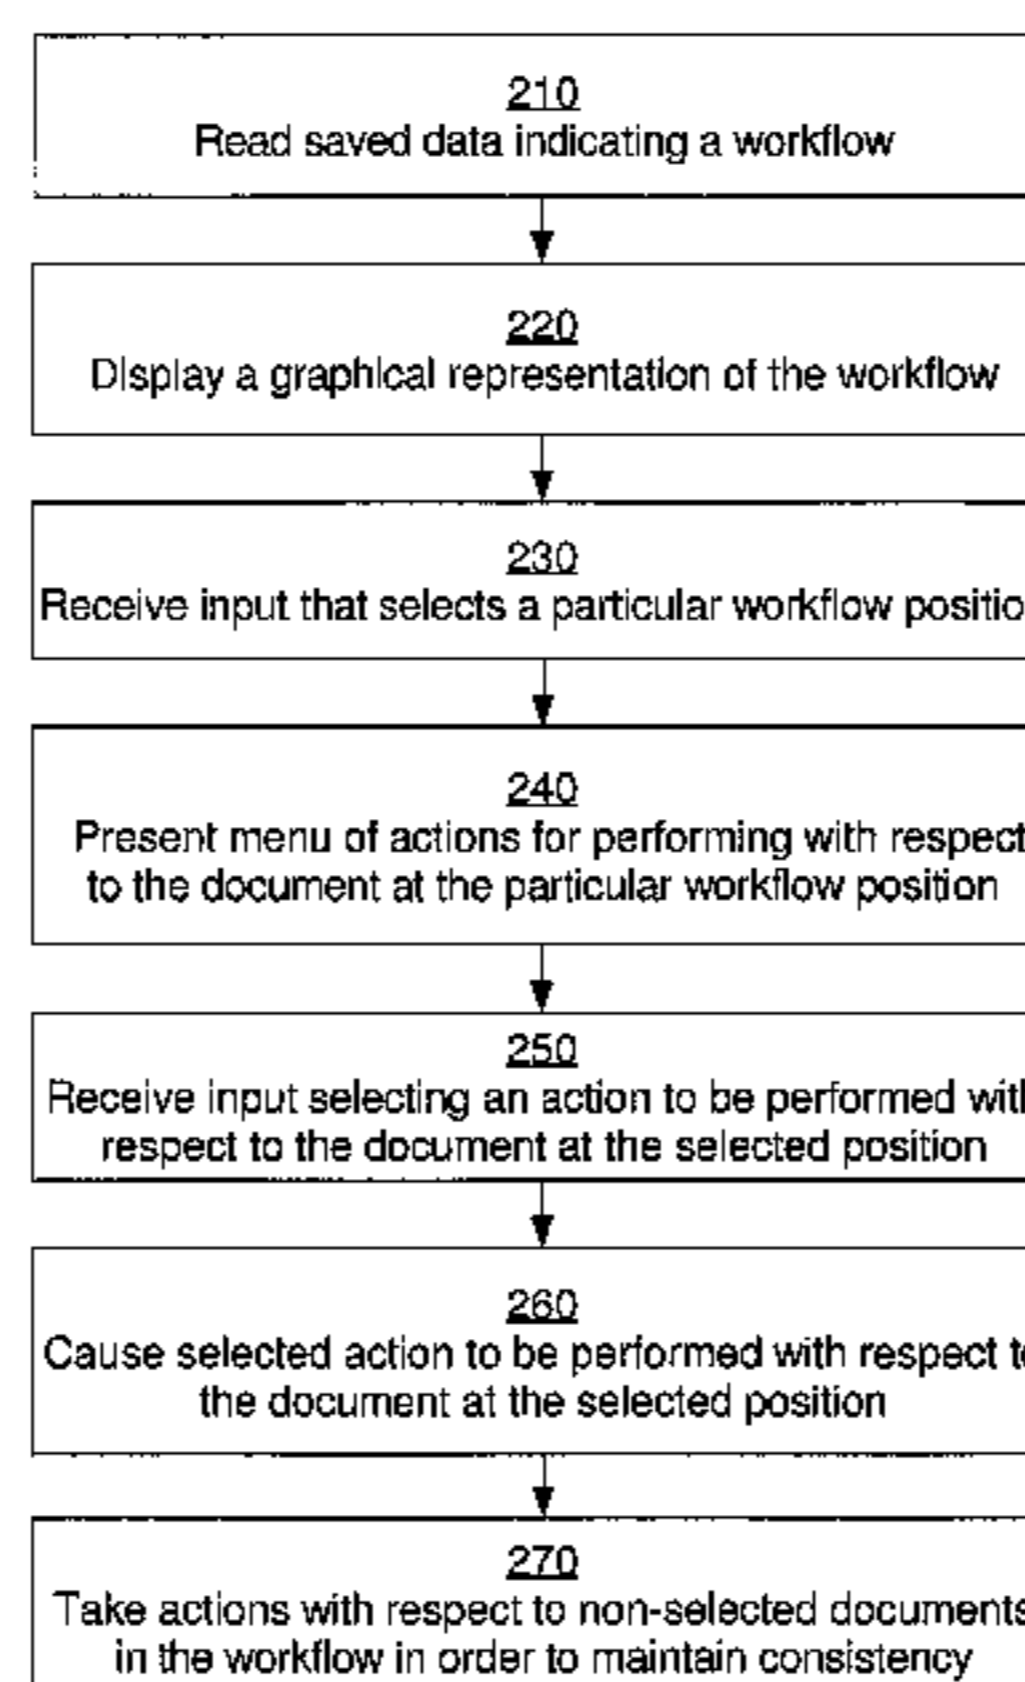 210
Read saved data indicating a workflow
220
Display a graphical representation of the workflow
230
Receive input that selects a particular workflow positio
240
Present menu of actions for performing with respect
to the document at the particular workflow position
250
Receive input selecting an action to be performed with
respect to the document at the selected position
260
Cause selected action to be performed with respect to
the document at the selected position
270
Take actions with respect to non-selected documents
in the workflow in order to maintain consistency